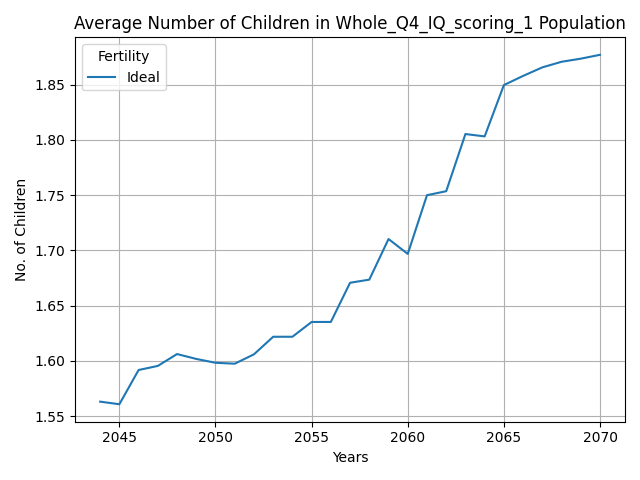 Average Number of Children in Whole_Q4_IQ_scoring_1 Population
Fertility
Ideal
No. of Children
1.85
1.80
1.75
1.70
1.65
1.60
1.55
2045 2050 2055 2060 2065 2070
Years